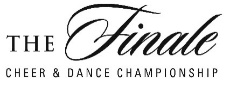 THE Finale
CHEER & DANCE CHAMPIONSHIP